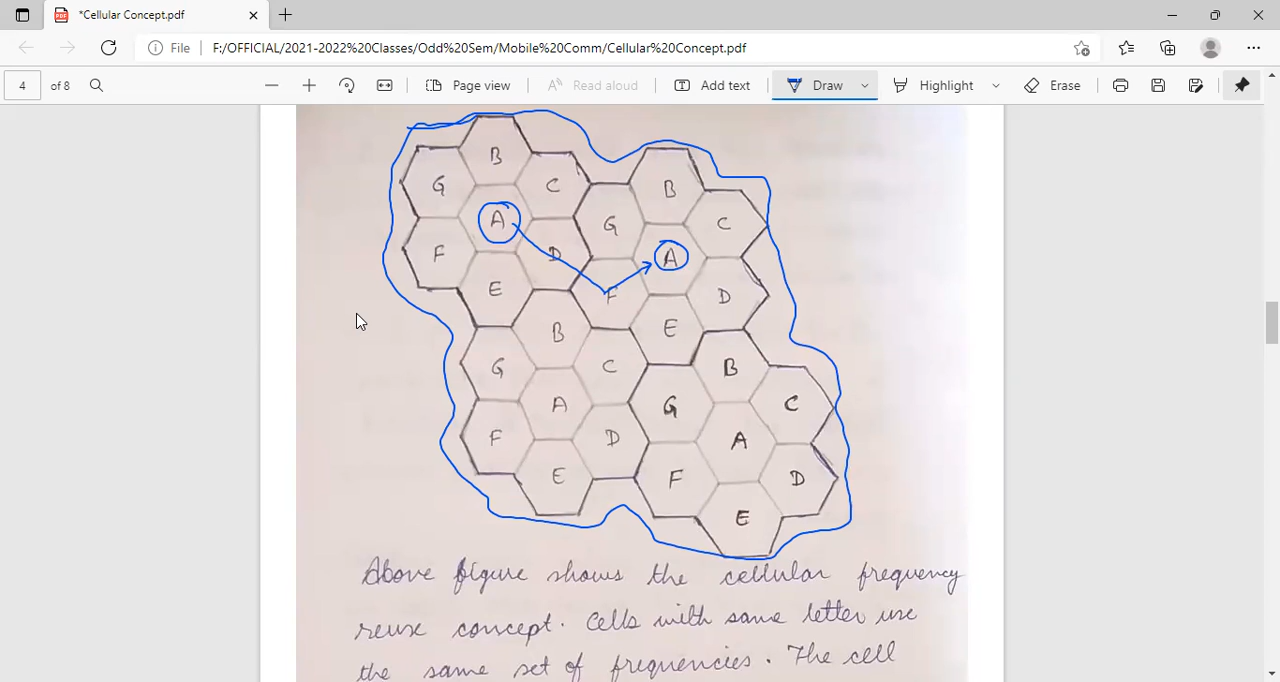 *Cellular Concept.pdf
File F:/OFFICIAL/2021-2022%20Classes/Odd%20Sem/Mobile%20Comm/Cellular%20Concept.pdf
4 of 8 Page view Read aloud Add text Draw Highlight Erase
B
B
G
C
G
C
A
A
F
D
E
F
D
B
E
G
C
B
A
G
C
F
D
A
E
F
D
E
Above figure shows the cellular frequency
reuse concept. Cells with same letter use
the same set of frequencies. The cell